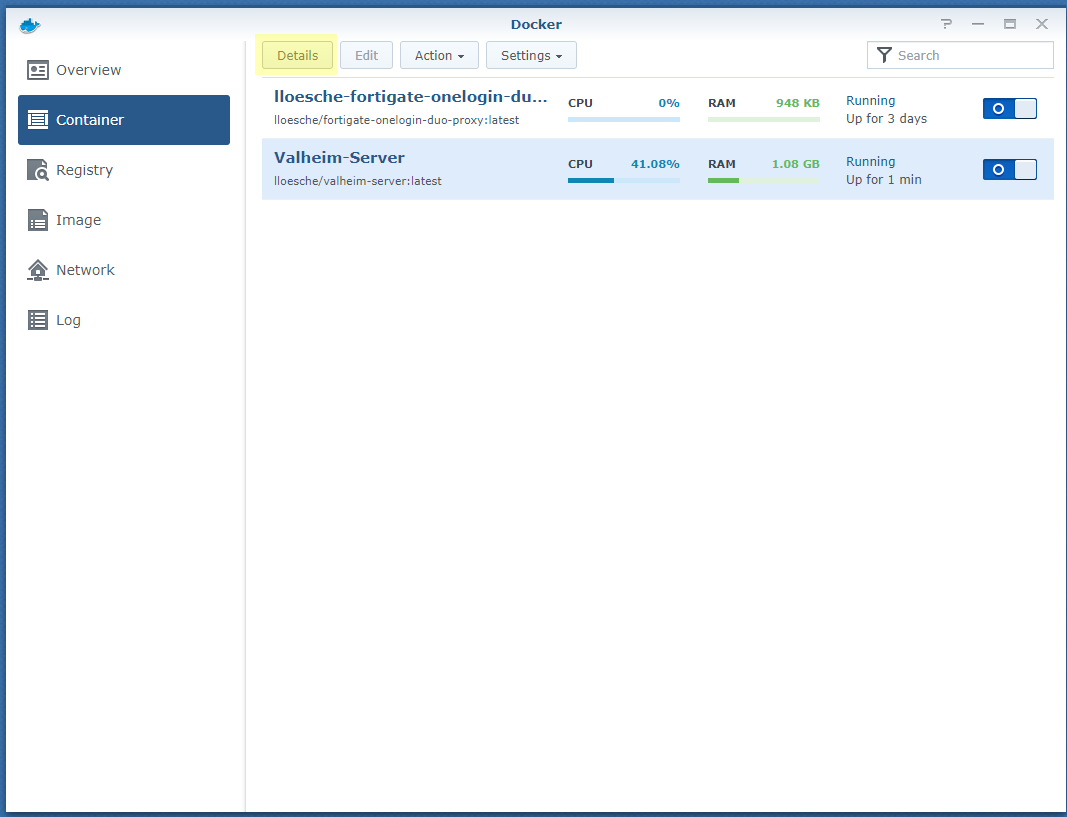 Docker
Overview
Container
Registry
Image
Network
Log
Details
Edit
Action
Settings
Search
lloesche-fortigate-onelogin-du...
lloesche/fortigate-onelogin-duo-proxy:latest
CPU 0%
RAM 948 KB
Running
Up for 3 days
Valheim-Server
lloesche/valheim-server:latest
CPU 41.08%
RAM 1.08 GB
Running
Up for 1 min